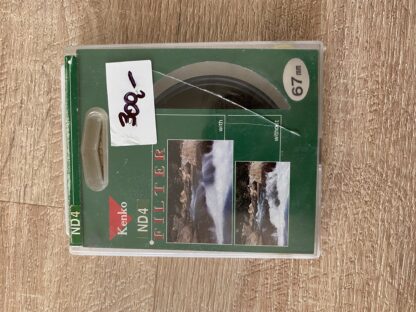 300,-
67mm
with
without
FILTER
Kenko
ND4
ND4